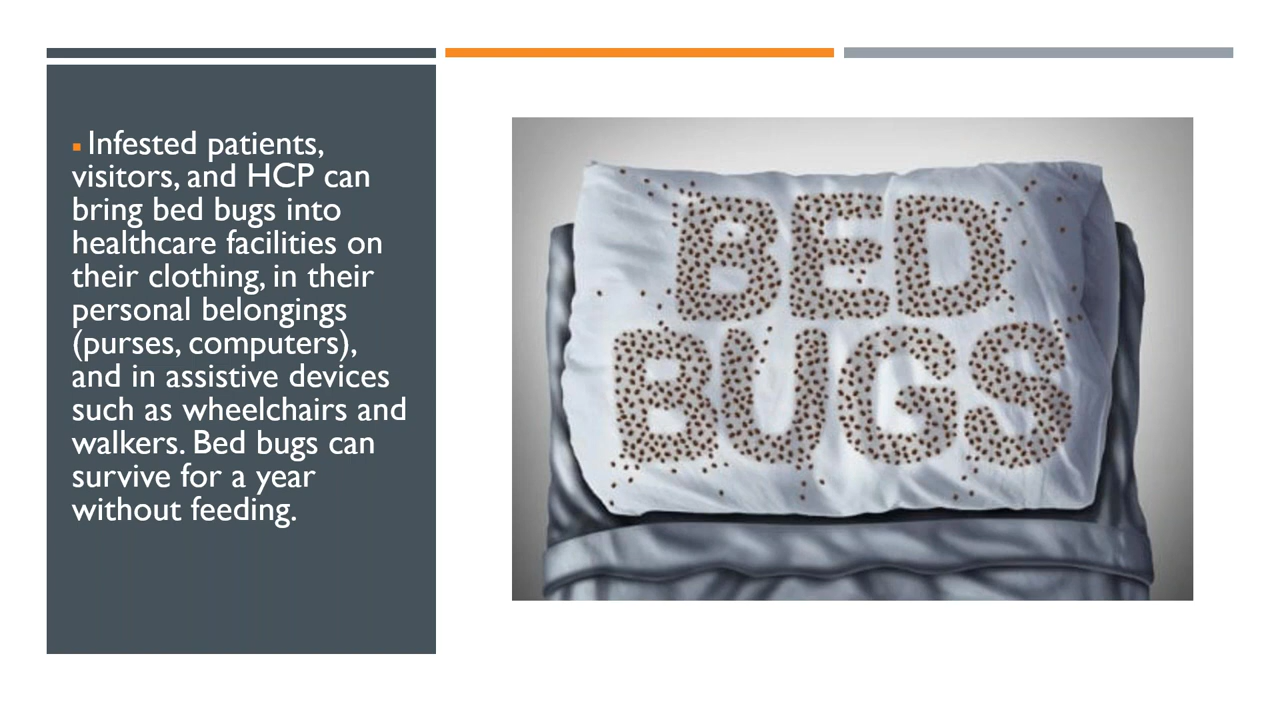 Infested patients,
visitors, and HCP can
bring bed bugs into
healthcare facilities on
their clothing, in their
personal belongings
(purses, computers),
and in assistive devices
such as wheelchairs and
walkers. Bed bugs can
survive for a year
without feeding.
BED
BUGS